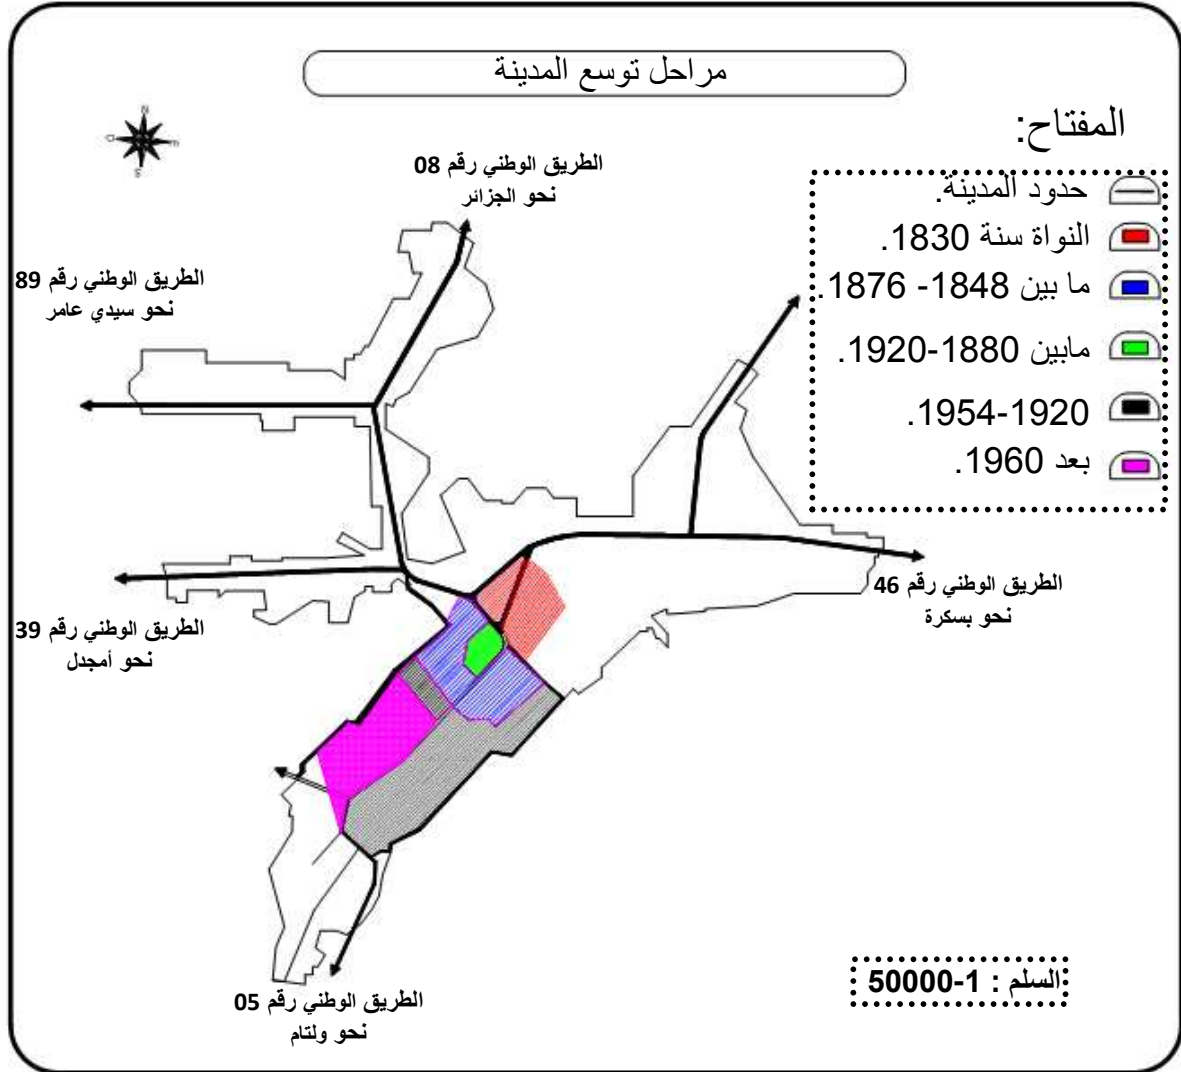 مراحل توسع المدينة
المفتاح:
حدود المدينة.
النواة سنة 1830.
ما بين 1848- 1876.
مابين 1880-1920.
1920-1954.
بعد 1960.
N
E
S
O
الطريق الوطني رقم 08
نحو الجزائر
الطريق الوطني رقم 89
نحو سيدي عامر
الطريق الوطني رقم 46
نحو بسكرة
الطريق الوطني رقم 39
نحو أمجدل
الطريق الوطني رقم 05
نحو ولتام
السلم : 1-50000